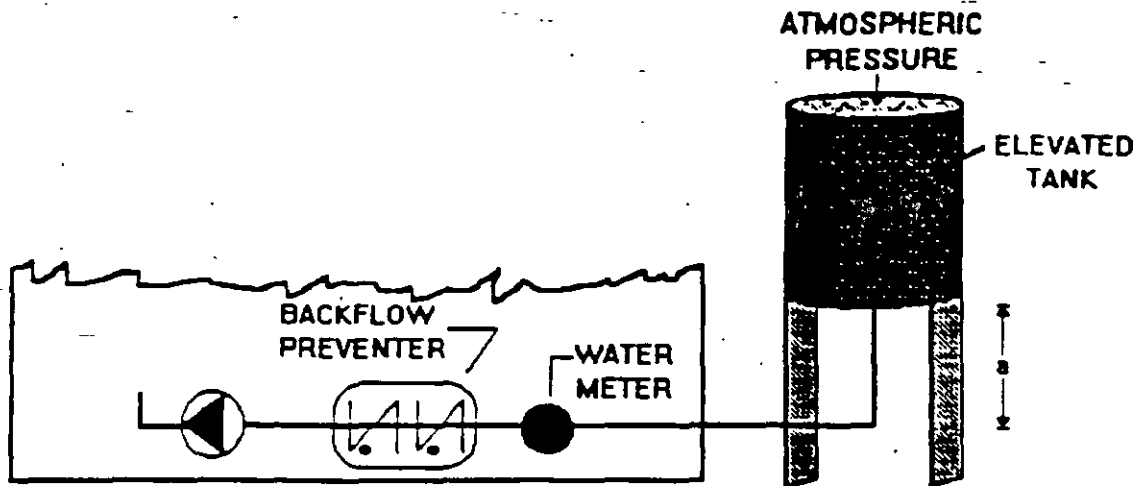 ATMOSPHERIC
PRESSURE
ELEVATED
TANK
BACKFLOW
PREVENTER
WATER
METER
a